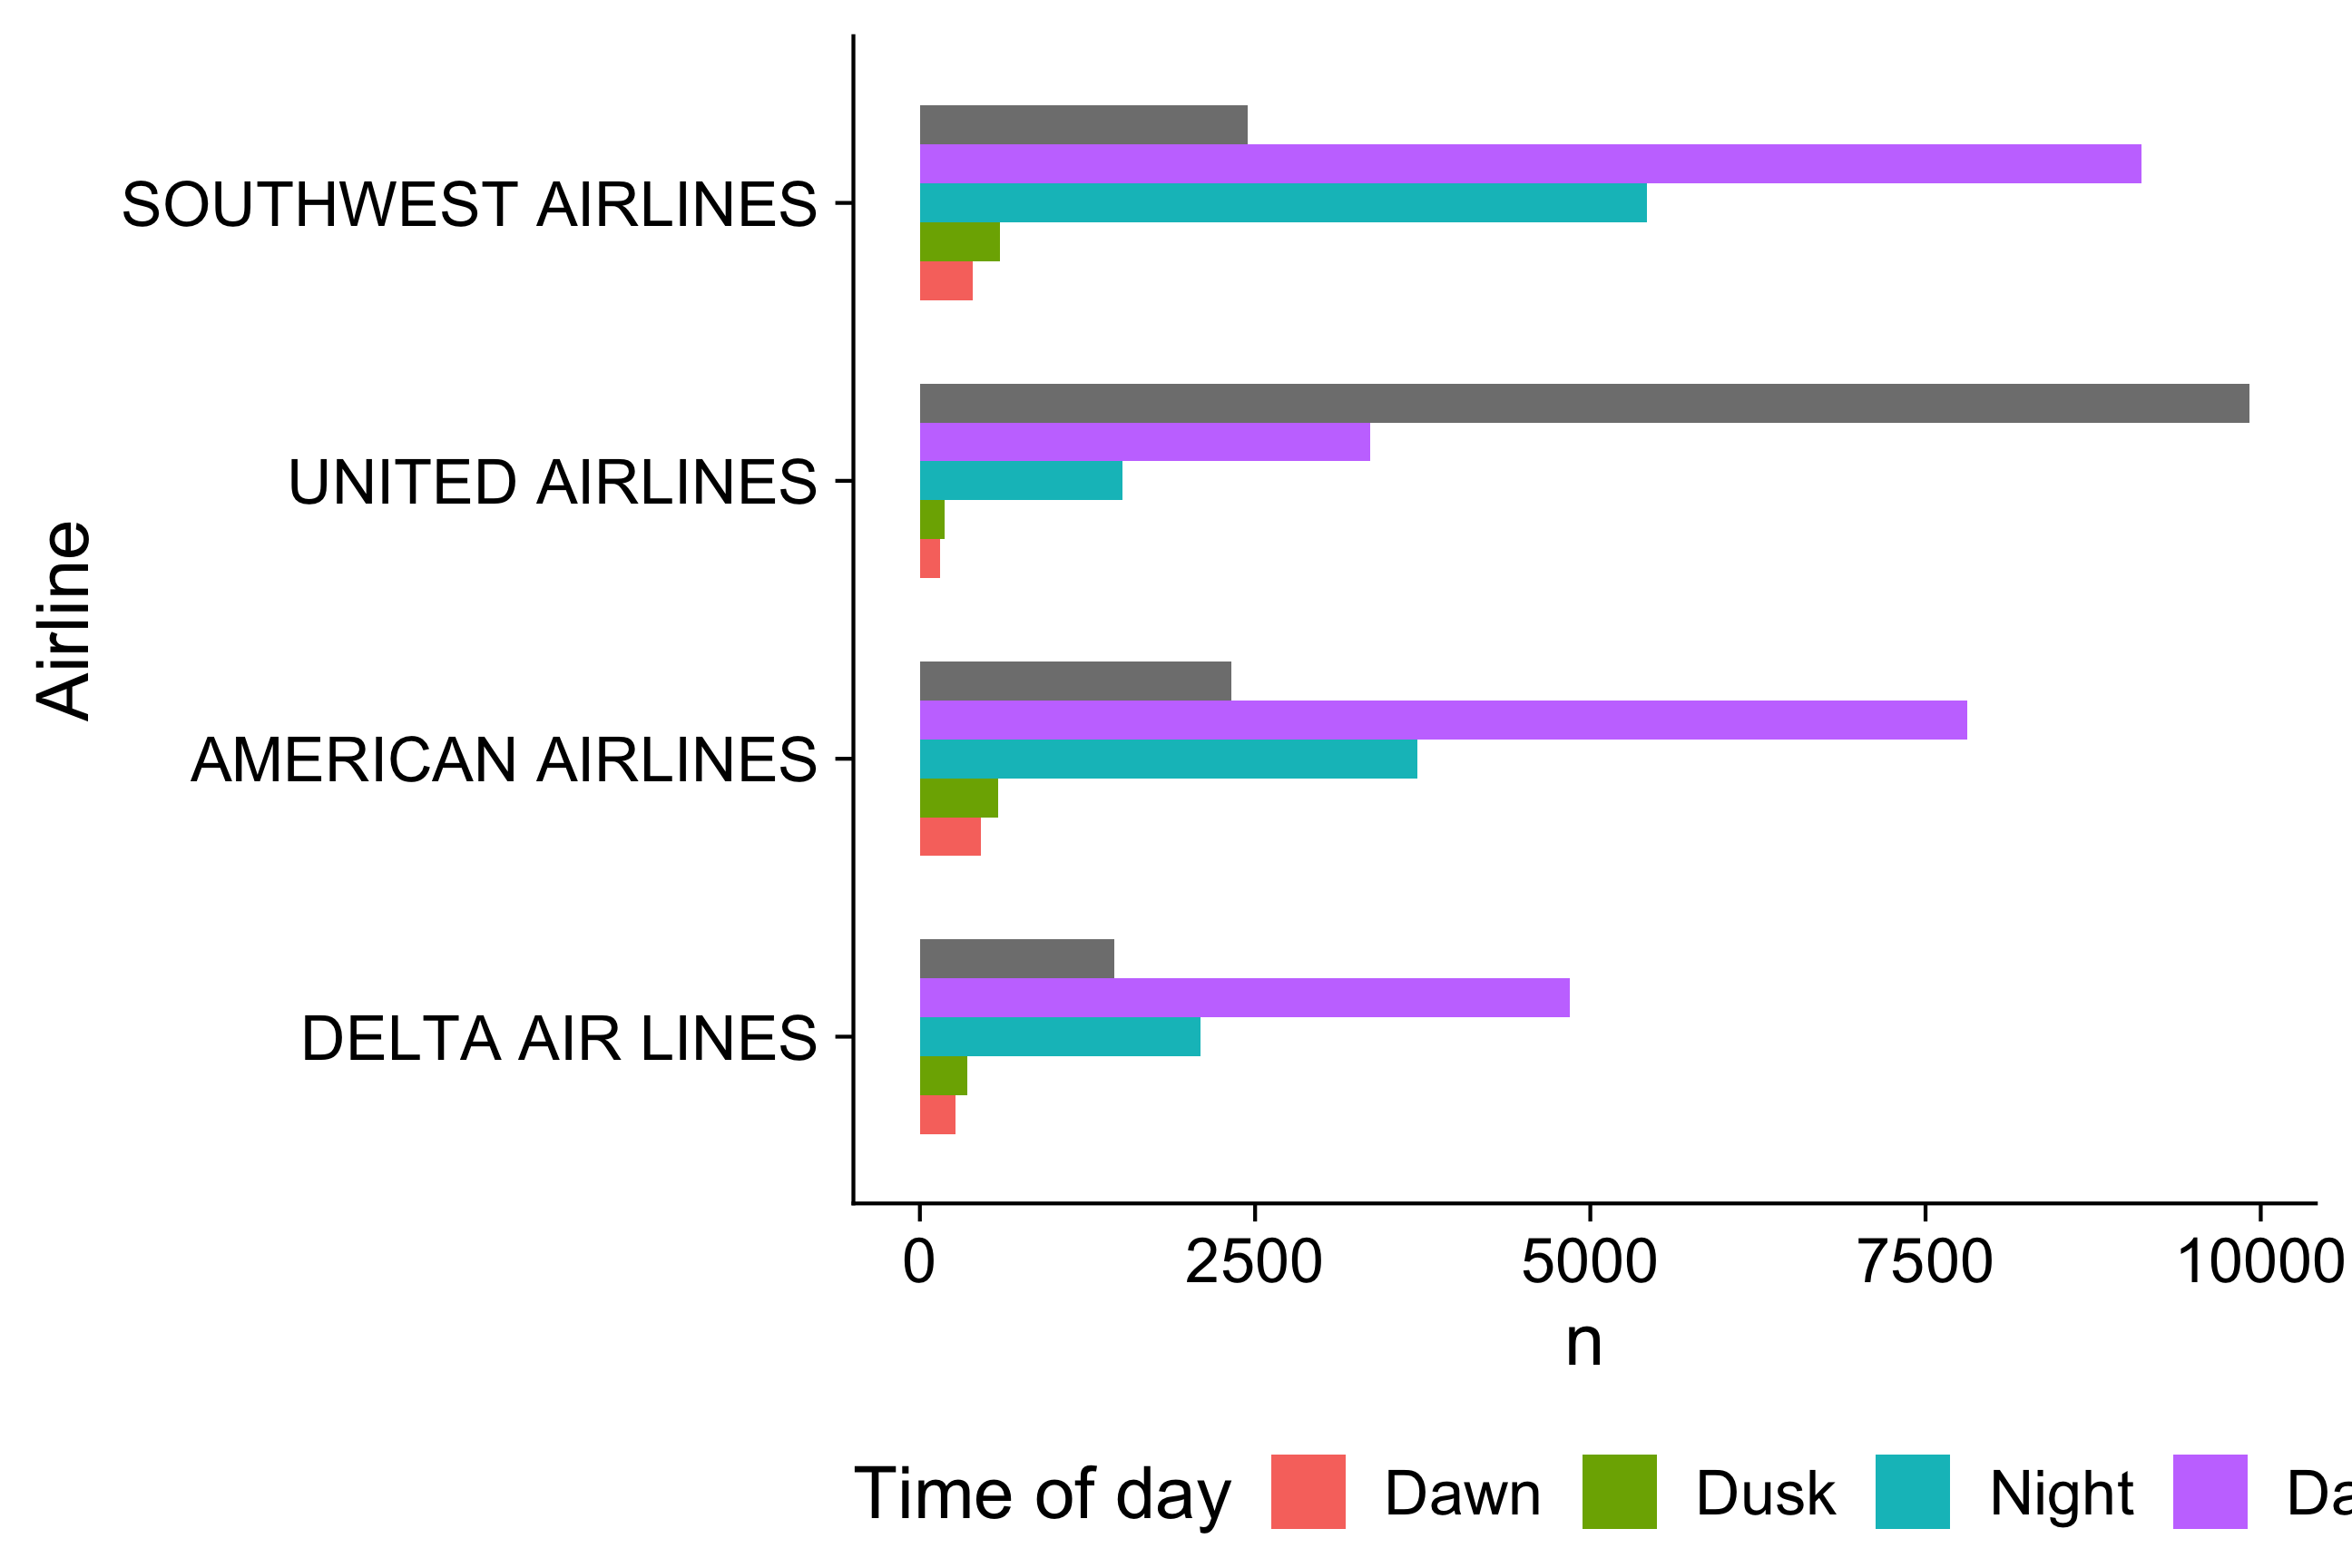 SOUTHWEST AIRLINES
UNITED AIRLINES
AMERICAN AIRLINES
DELTA AIR LINES
Airline
0 2500 5000 7500 10000
n
Time of day Dawn Dusk Night